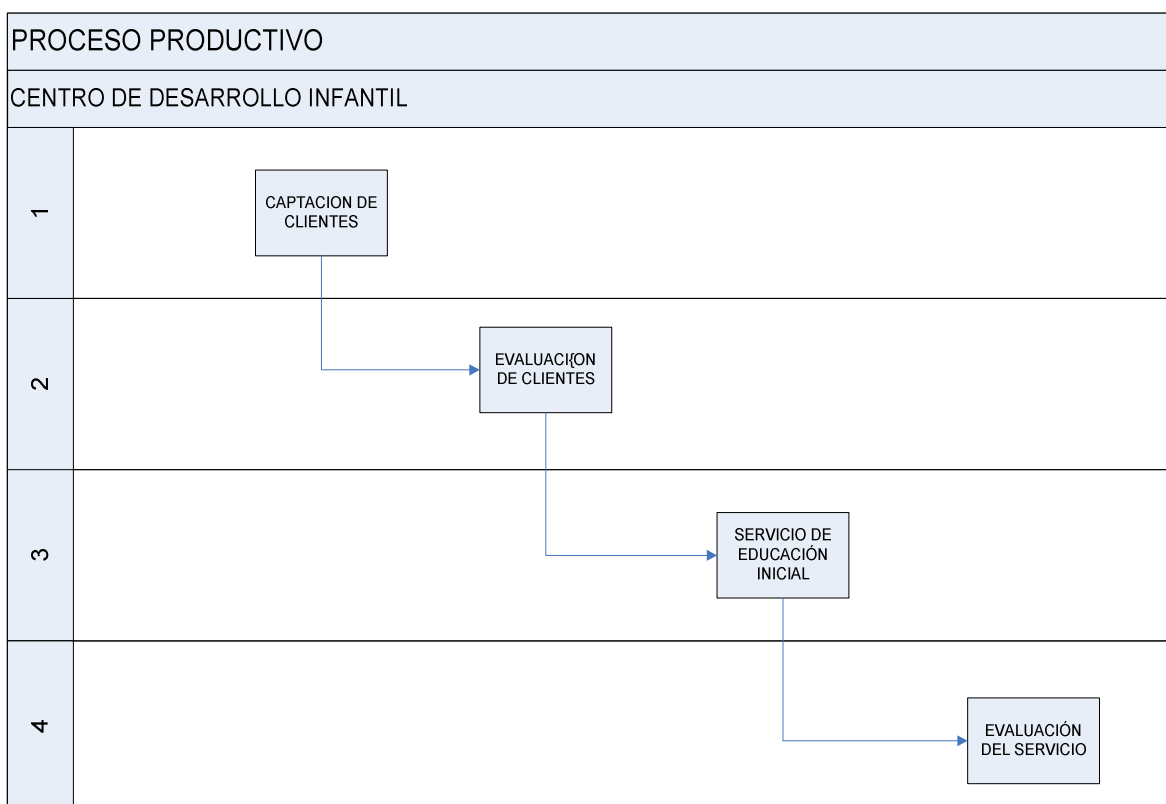 PROCESO PRODUCTIVO
CENTRO DE DESARROLLO INFANTIL
1
CAPTACION DE
CLIENTES
2
EVALUACI{ON
DE CLIENTES
3
SERVICIO DE
EDUCACIÓN
INICIAL
4
EVALUACIÓN
DEL SERVICIO